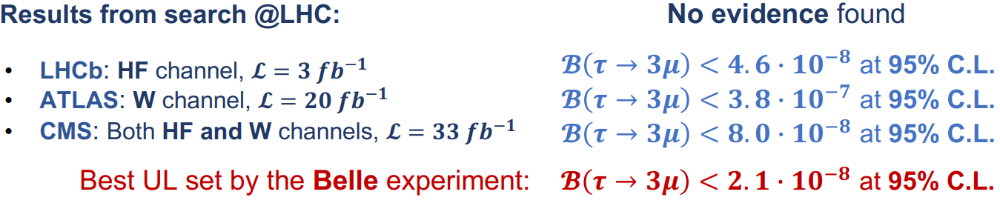 Results from search @LHC: No evidence found
• LHCb: HF channel, ℒ = 3 fb⁻¹ ℬ(τ → 3μ) < 4.6 · 10⁻⁸ at 95% C.L.
• ATLAS: W channel, ℒ = 20 fb⁻¹ ℬ(τ → 3μ) < 3.8 · 10⁻⁷ at 95% C.L.
• CMS: Both HF and W channels, ℒ = 33 fb⁻¹ ℬ(τ → 3μ) < 8.0 · 10⁻⁸ at 95% C.L.
Best UL set by the Belle experiment: ℬ(τ → 3μ) < 2.1 · 10⁻⁸ at 95% C.L.